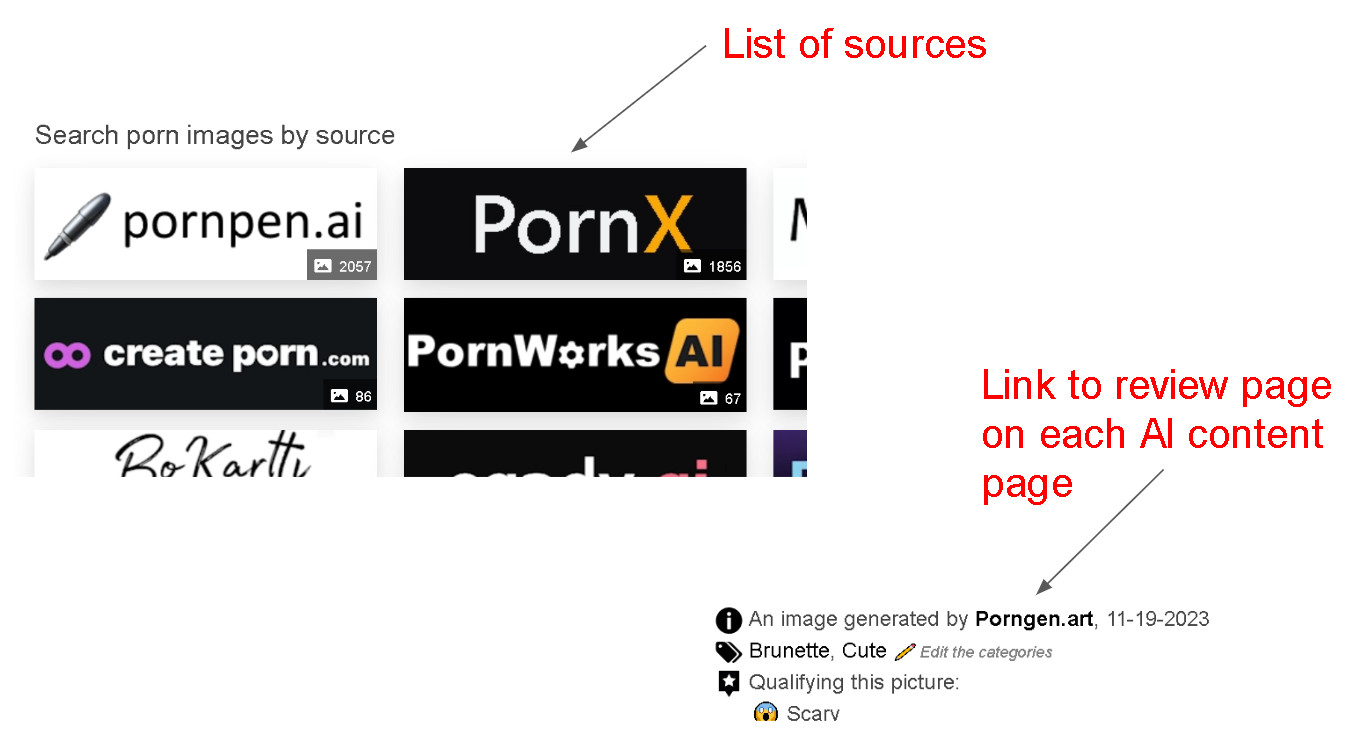 List of sources
Search porn images by source
pornpen.ai
2057
PornX
1856
create porn.com
86
PornWorks AI
67
BoKartti
Link to review page
on each AI content
page
An image generated by Porngen.art, 11-19-2023
Brunette, Cute Edit the categories
Qualifying this picture:
Scary